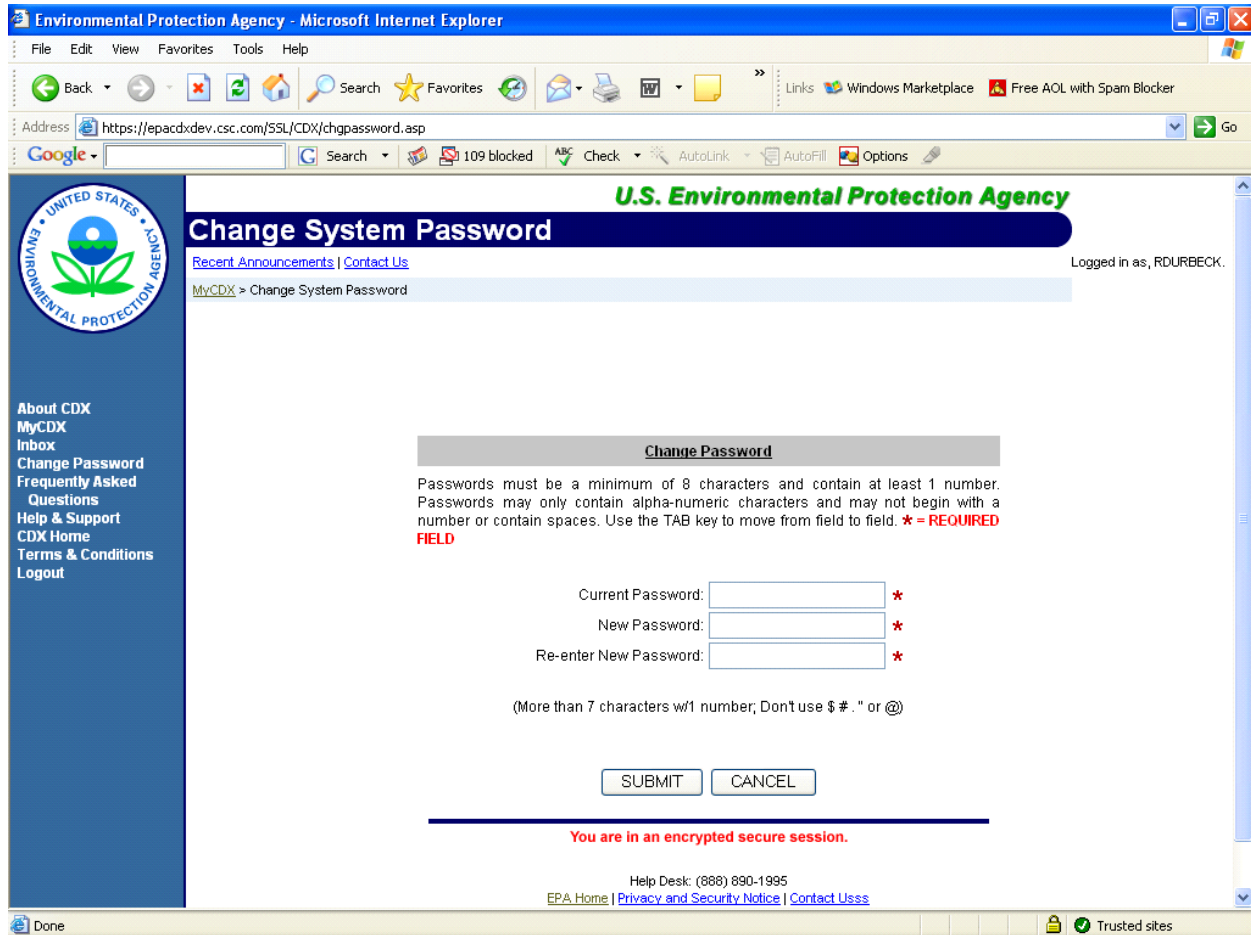 Environmental Protection Agency - Microsoft Internet Explorer
File Edit View Favorites Tools Help
Back Search Favorites » Links Windows Marketplace Free AOL with Spam Blocker
Address https://epacdxdev.csc.com/SSL/CDX/chgpassword.asp Go
Google Search 109 blocked ABC Check AutoLink AutoFill Options
UNITED STATES ENVIRONMENTAL PROTECTION AGENCY
U.S. Environmental Protection Agency
Change System Password
Recent Announcements | Contact Us
Logged in as, RDURBECK.
MyCDX > Change System Password
About CDX
MyCDX
Inbox
Change Password
Frequently Asked
Questions
Help & Support
CDX Home
Terms & Conditions
Logout
Change Password
Passwords must be a minimum of 8 characters and contain at least 1 number.
Passwords may only contain alpha-numeric characters and may not begin with a
number or contain spaces. Use the TAB key to move from field to field. * = REQUIRED
FIELD
Current Password: *
New Password: *
Re-enter New Password: *
(More than 7 characters w/1 number; Don't use $ # . " or @)
SUBMIT CANCEL
You are in an encrypted secure session.
Help Desk: (888) 890-1995
EPA Home | Privacy and Security Notice | Contact Usss
Done Trusted sites